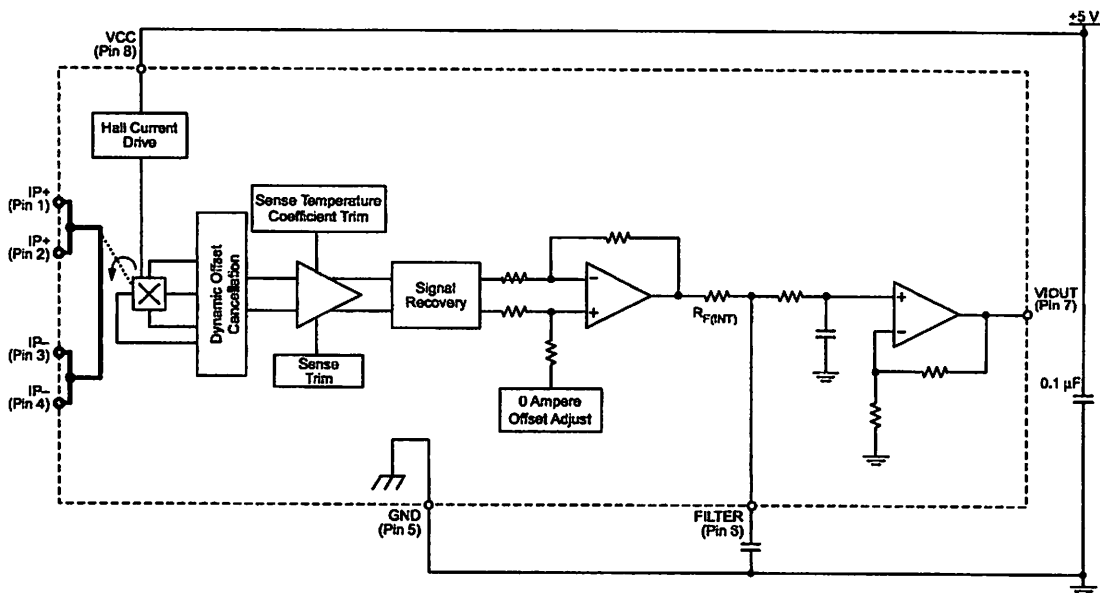 +5 V
VCC
(Pin 8)
Hall Current
Drive
IP+
(Pin 1)
IP+
(Pin 2)
IP−
(Pin 3)
IP−
(Pin 4)
Dynamic Offset
Cancellation
Sense Temperature
Coefficient Trim
Sense
Trim
Signal
Recovery
0 Ampere
Offset Adjust
RF(INT)
VIOUT
(Pin 7)
0.1 µF
GND
(Pin 5)
FILTER
(Pin 6)